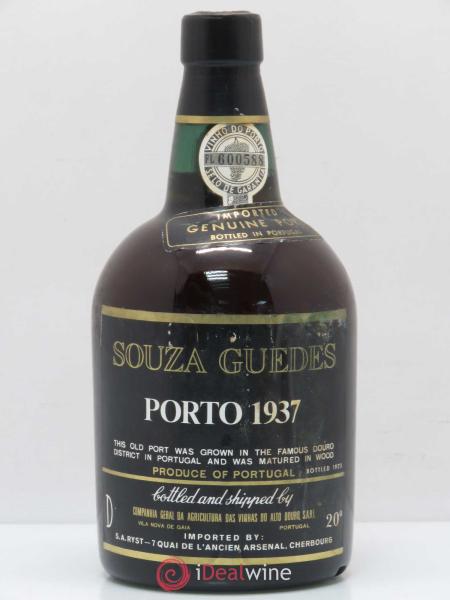 VINHO DO PORTO
FL 600588
SELO DE GARANTIA
IMPORTED
GENUINE
BOTTLED IN PORTUGAL
SOUZA GUEDES
PORTO 1937
THIS OLD PORT WAS GROWN IN THE FAMOUS DOURO
DISTRICT IN PORTUGAL AND WAS MATURED IN WOOD
PRODUCE OF PORTUGAL BOTTLED
bottled and shipped by
D COMPANHIA GERAL DA AGRICULTURA DAS VINHAS DO ALTO DOURO, S.A.R.L. 20°
VILA NOVA DE GAIA PORTUGAL
IMPORTED BY:
S.A.RYST—7 QUAI DE L'ANCIEN ARSENAL, CHERBOURG
iDealwine